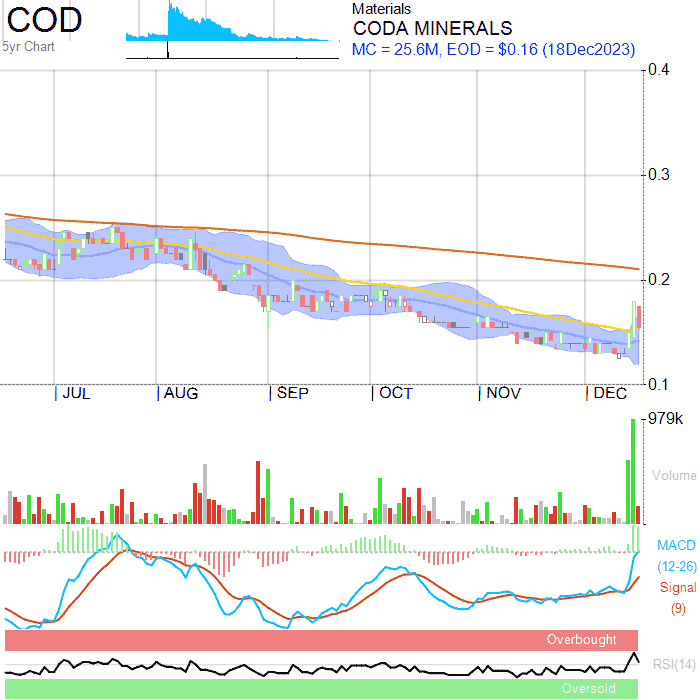 COD
5yr Chart
Materials
CODA MINERALS
MC = 25.6M, EOD = $0.16 (18Dec2023)
0.4
0.3
0.2
0.1
JUL AUG SEP OCT NOV DEC
979k
Volume
MACD
(12-26)
Signal
(9)
Overbought
RSI(14)
Oversold